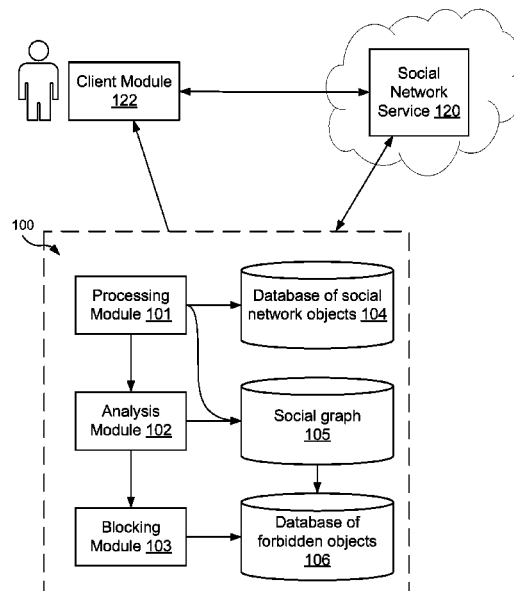 Client Module
122
Social
Network
Service 120
100
Processing
Module 101
Database of social
network objects 104
Analysis
Module 102
Social graph
105
Blocking
Module 103
Database of
forbidden objects
106